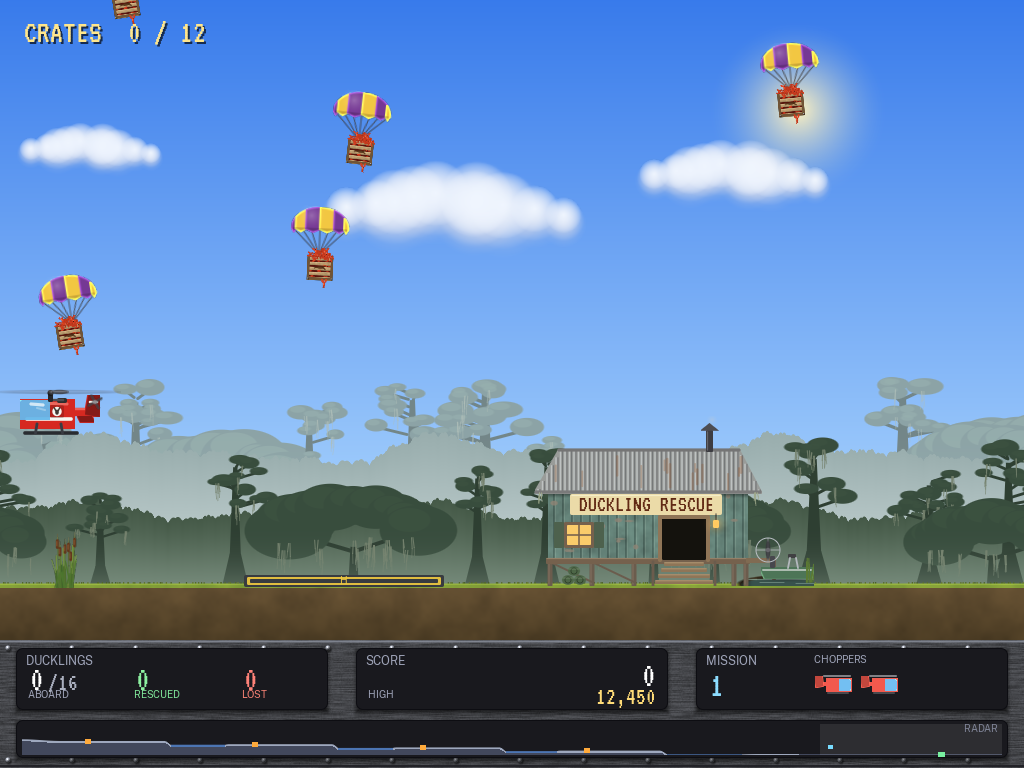 CRATES 0 / 12
V
DUCKLING RESCUE
H
DUCKLINGS
0 /16
ABOARD
0
RESCUED
0
LOST
SCORE
0
HIGH
12,450
MISSION
1
CHOPPERS
RADAR